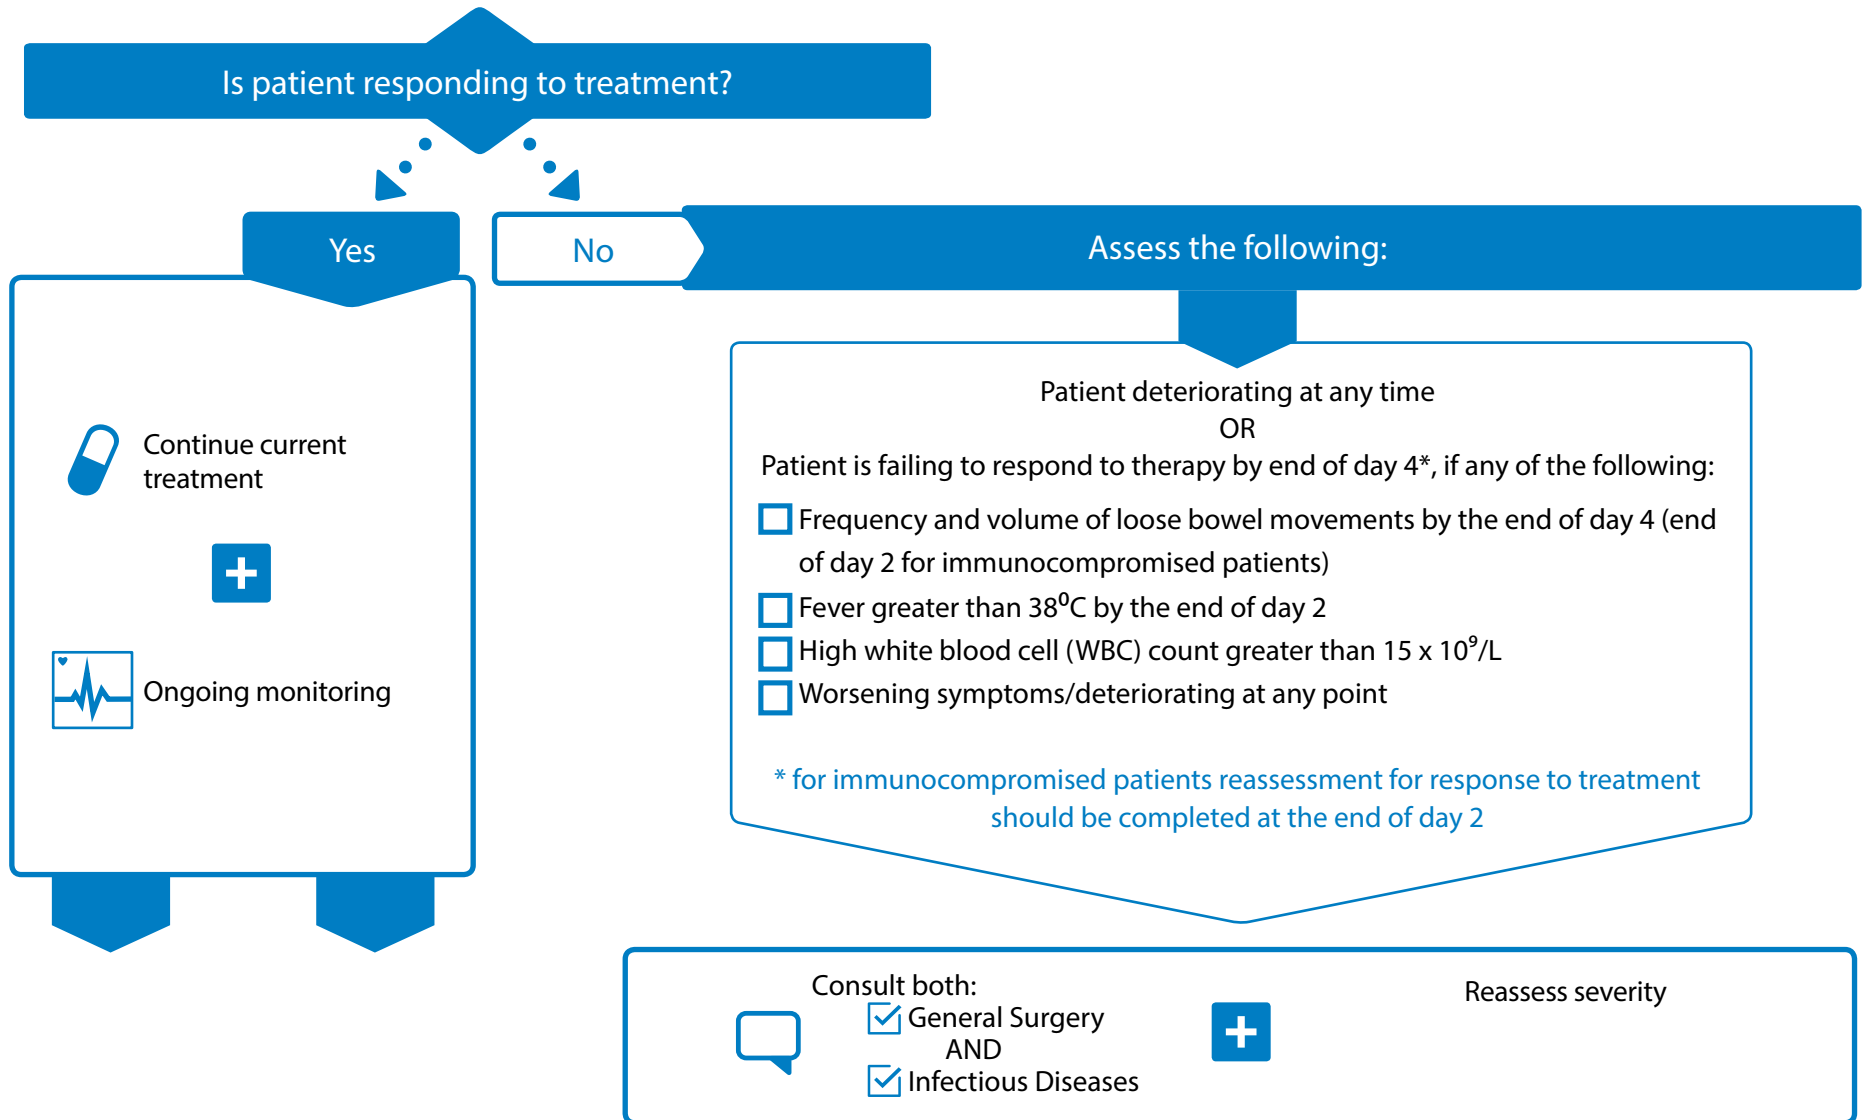 Is patient responding to treatment?
Yes
No
Assess the following:
Continue current
treatment
Ongoing monitoring
Patient deteriorating at any time
OR
Patient is failing to respond to therapy by end of day 4*, if any of the following:
Frequency and volume of loose bowel movements by the end of day 4 (end
of day 2 for immunocompromised patients)
Fever greater than 38⁰C by the end of day 2
High white blood cell (WBC) count greater than 15 x 10⁹/L
Worsening symptoms/deteriorating at any point
* for immunocompromised patients reassessment for response to treatment
should be completed at the end of day 2
Consult both:
General Surgery
AND
Infectious Diseases
Reassess severity